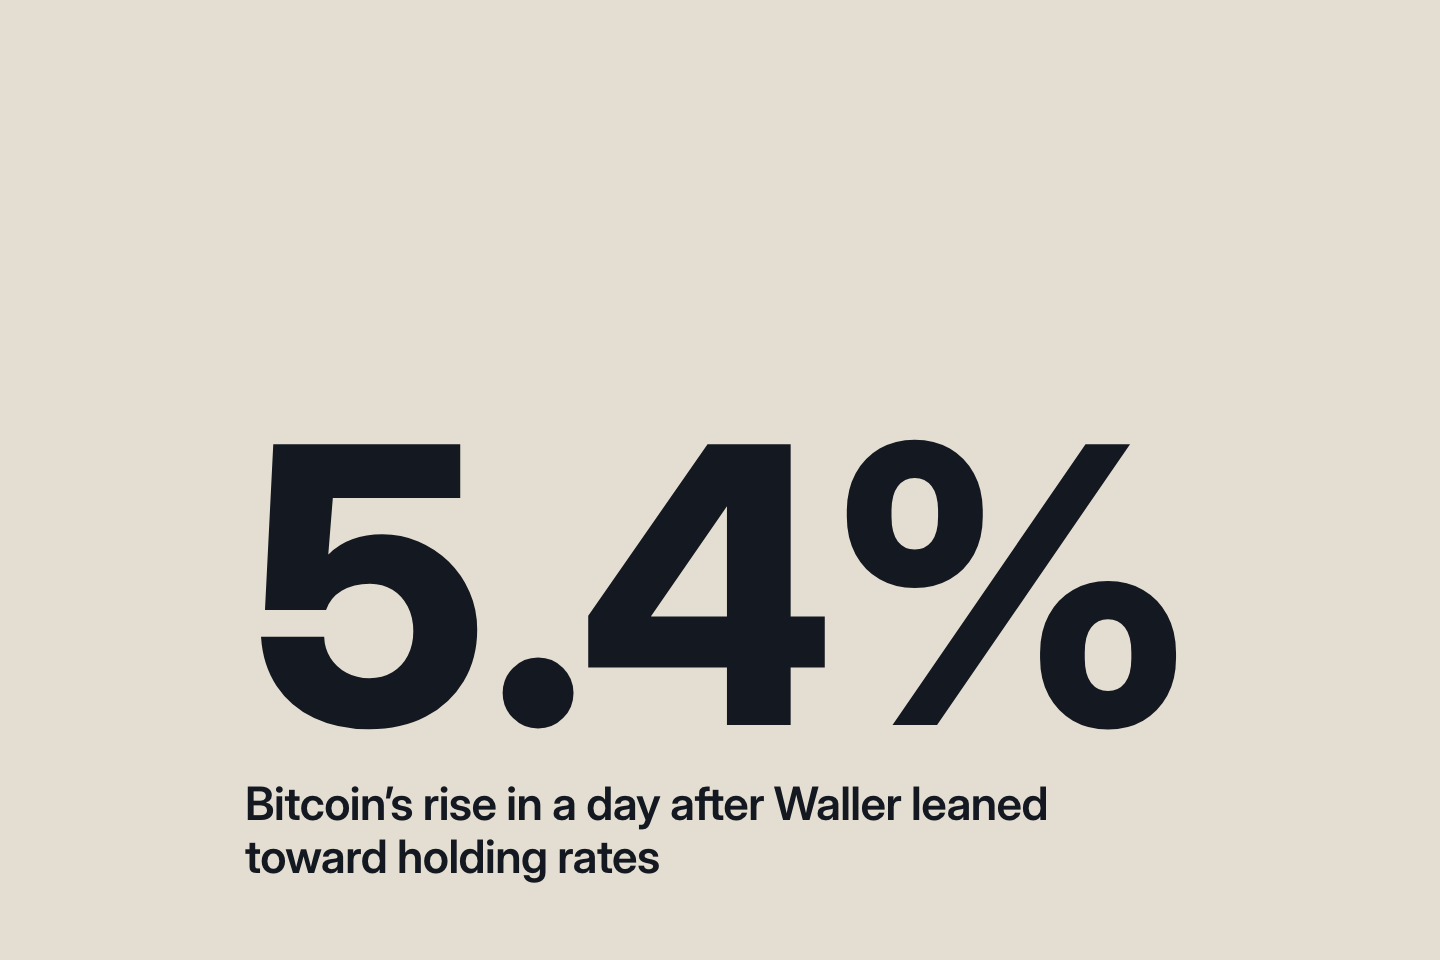 5.4%
Bitcoin’s rise in a day after Waller leaned
toward holding rates